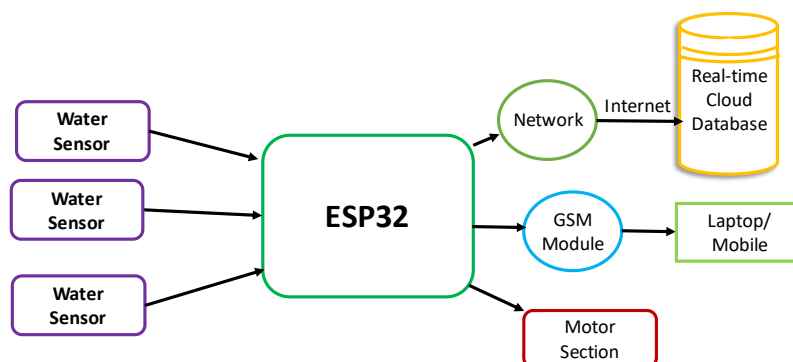 Water
Sensor
Water
Sensor
Water
Sensor
ESP32
Network
Internet
Real-time
Cloud
Database
GSM
Module
Laptop/
Mobile
Motor
Section